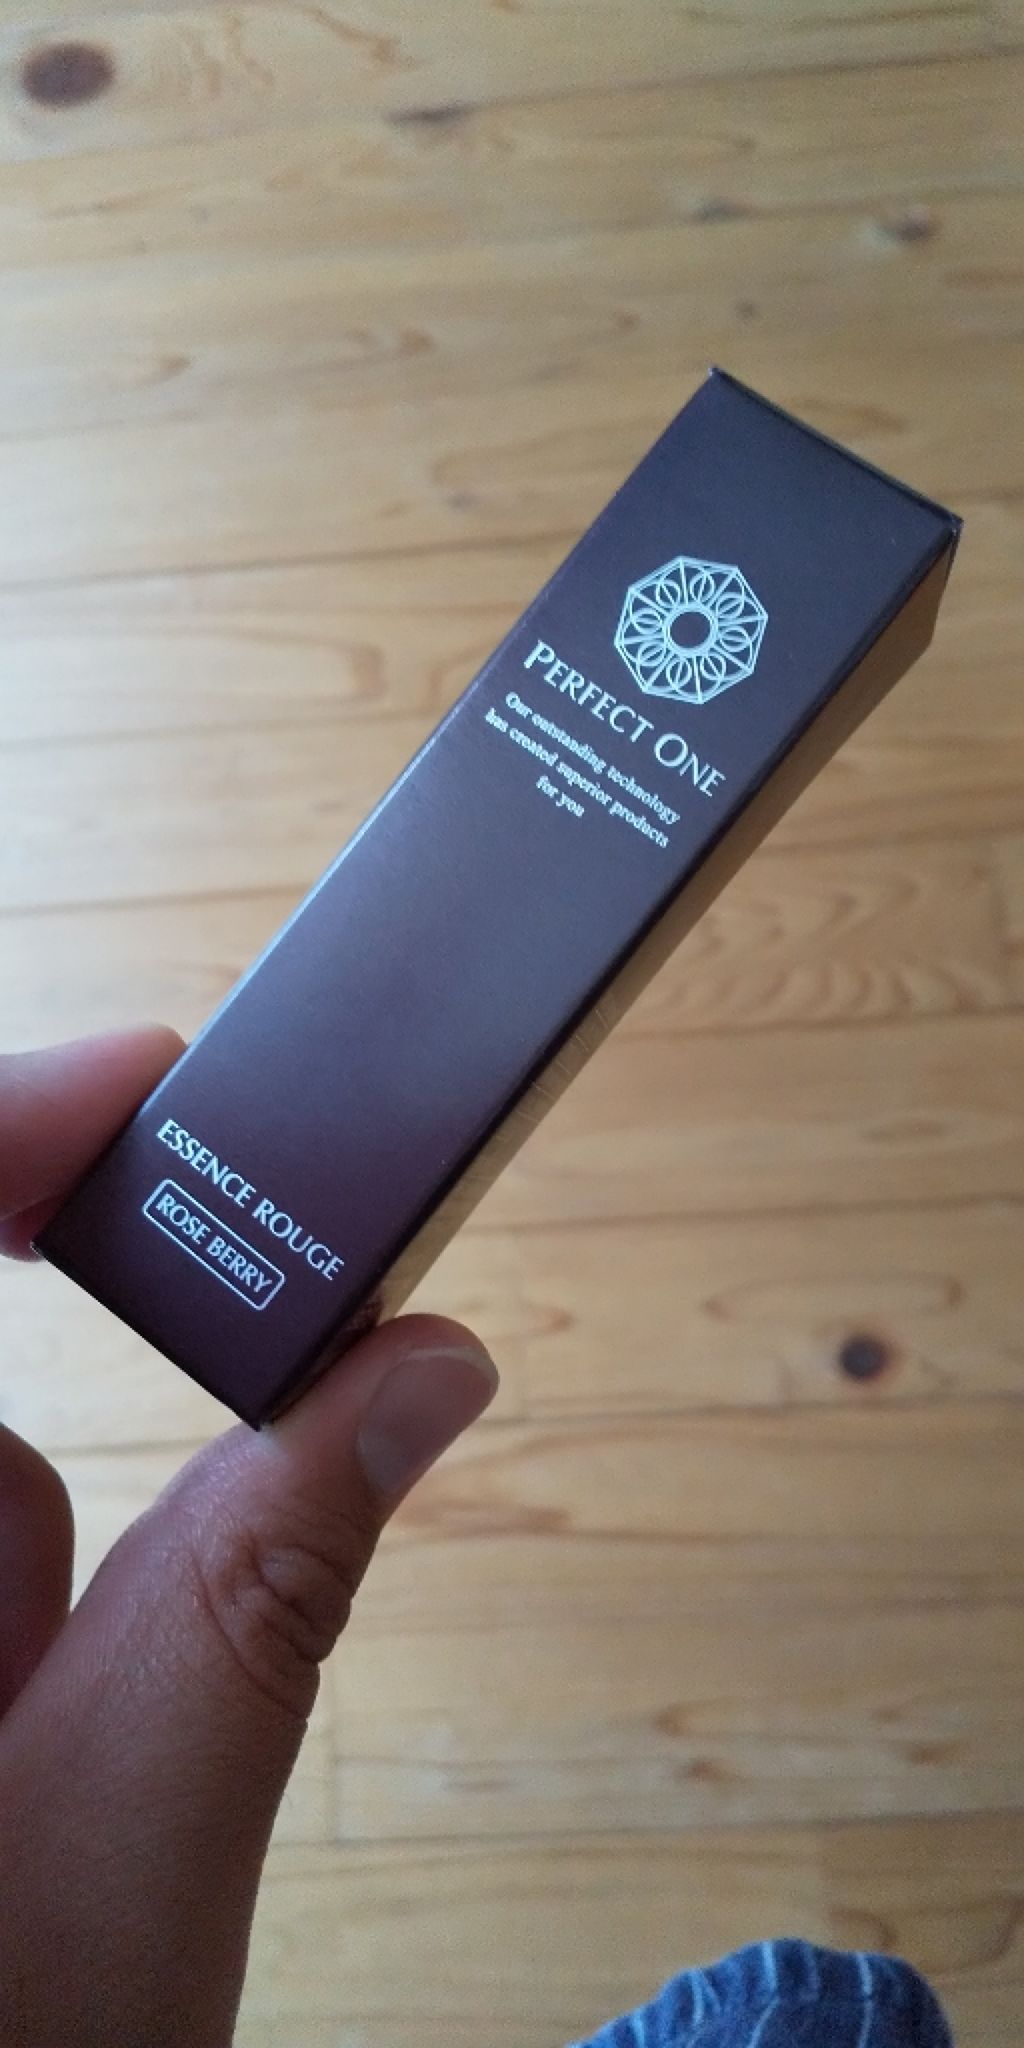 PERFECT ONE
Our outstanding technology
has created superior products
for you
ESSENCE ROUGE
ROSE BERRY